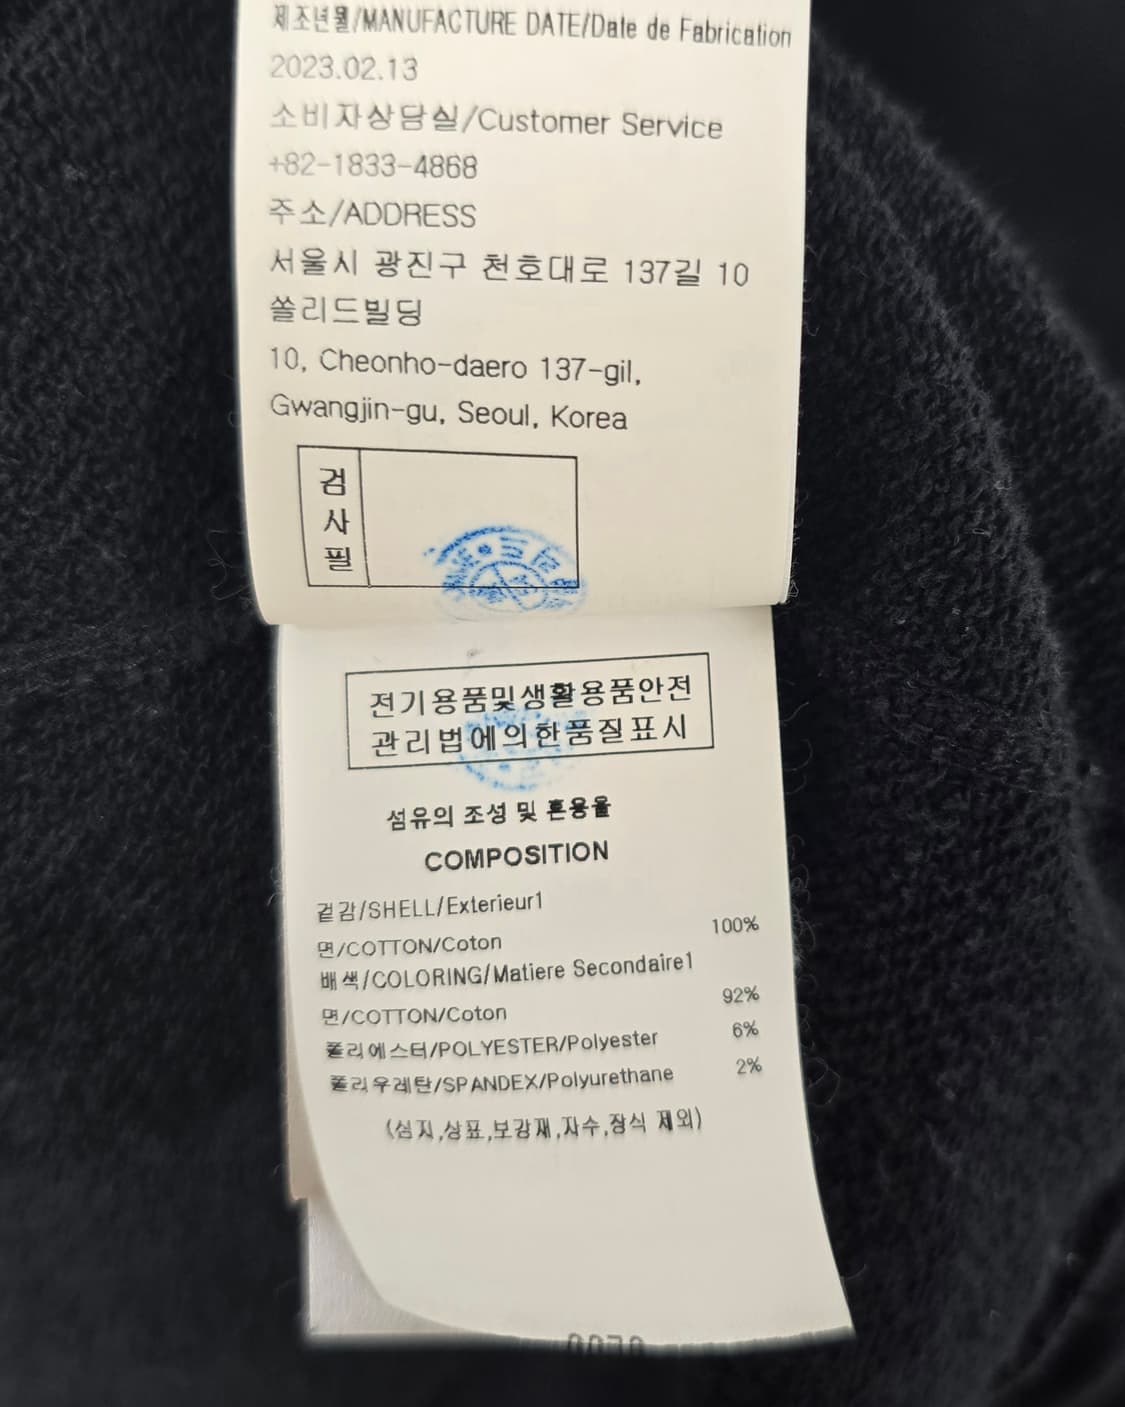 제조년월/MANUFACTURE DATE/Date de Fabrication
2023.02.13
소비자상담실/Customer Service
+82-1833-4868
주소/ADDRESS
서울시 광진구 천호대로 137길 10
쏠리드빌딩
10, Cheonho-daero 137-gil,
Gwangjin-gu, Seoul, Korea
검
사
필
전기용품및생활용품안전
관리법에의한품질표시
섬유의 조성 및 혼용율
COMPOSITION
겉감/SHELL/Exterieur1
면/COTTON/Coton 100%
배색/COLORING/Matiere Secondaire1
면/COTTON/Coton 92%
폴리에스터/POLYESTER/Polyester 6%
폴리우레탄/SPANDEX/Polyurethane 2%
(심지,상표,보강재,자수,장식 제외)